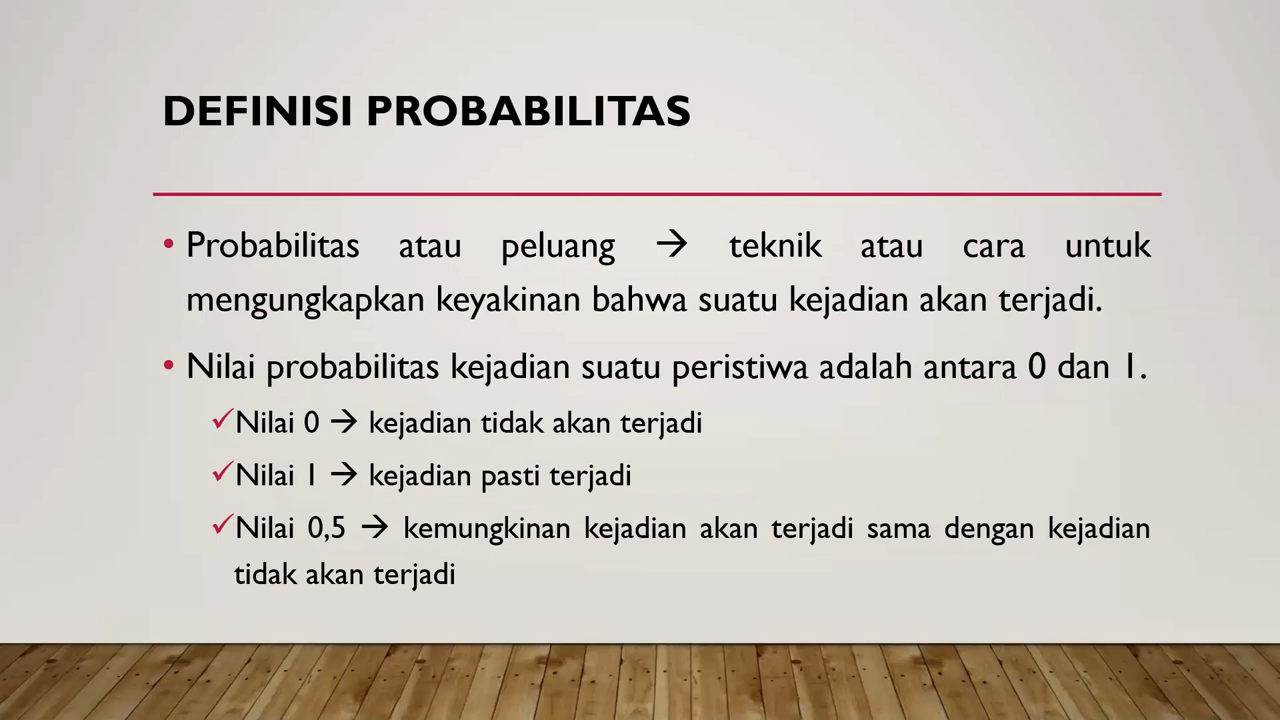 DEFINISI PROBABILITAS
• Probabilitas atau peluang → teknik atau cara untuk
mengungkapkan keyakinan bahwa suatu kejadian akan terjadi.
• Nilai probabilitas kejadian suatu peristiwa adalah antara 0 dan 1.
✓Nilai 0 → kejadian tidak akan terjadi
✓Nilai 1 → kejadian pasti terjadi
✓Nilai 0,5 → kemungkinan kejadian akan terjadi sama dengan kejadian
tidak akan terjadi